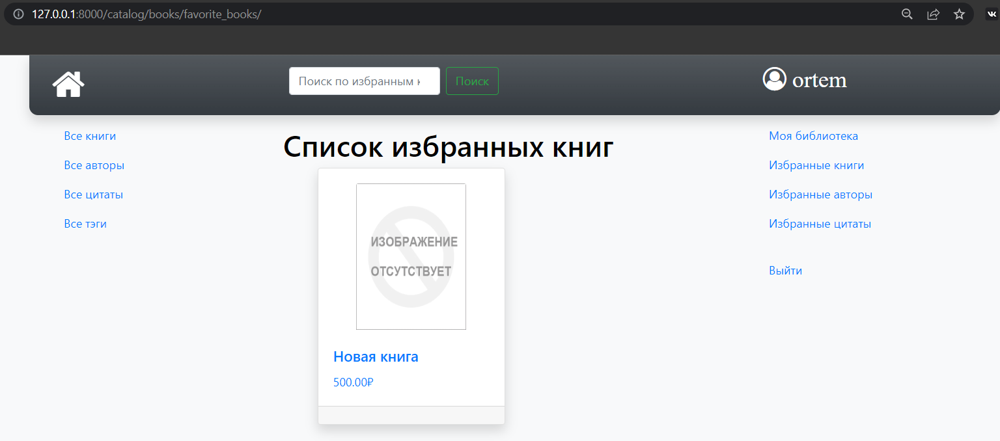 127.0.0.1:8000/catalog/books/favorite_books/
Поиск по избранным
Поиск
ortem
Все книги
Все авторы
Все цитаты
Все тэги
Список избранных книг
ИЗОБРАЖЕНИЕ
ОТСУТСТВУЕТ
Новая книга
500.00₽
Моя библиотека
Избранные книги
Избранные авторы
Избранные цитаты
Выйти